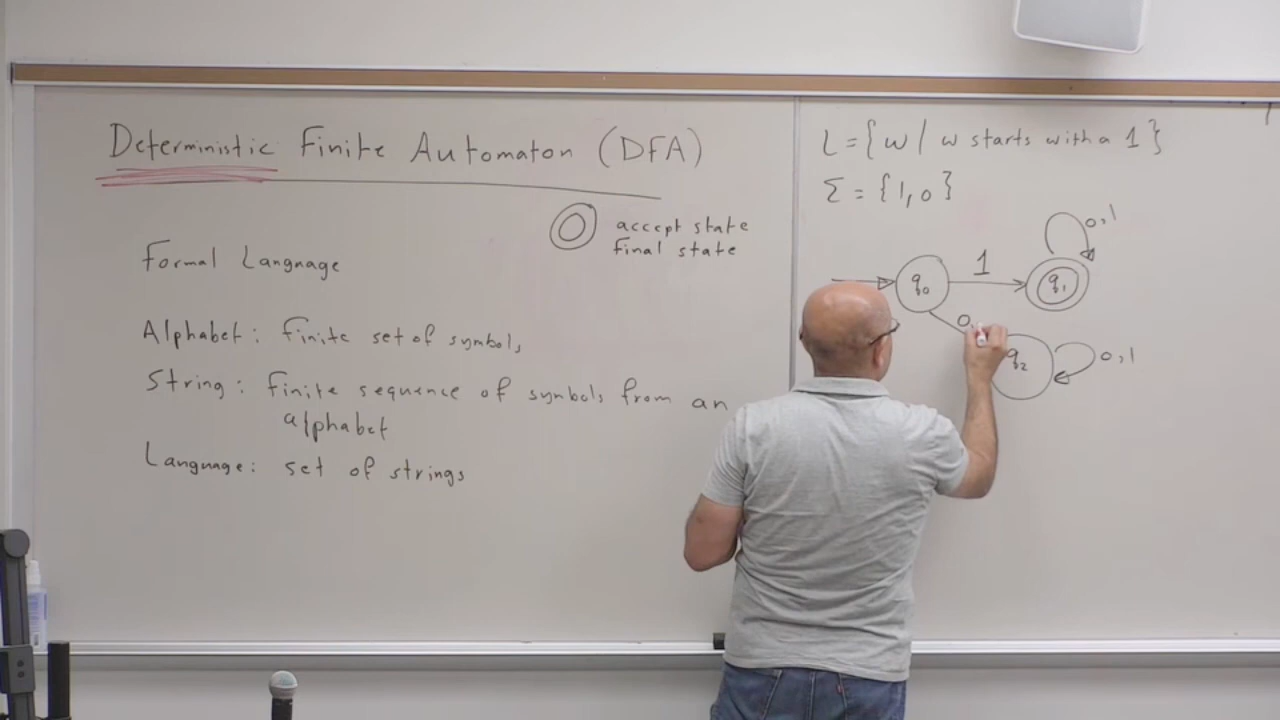 Deterministic Finite Automaton (DFA)
accept state
final state
Formal Language
Alphabet: finite set of symbols
String: finite sequence of symbols from an
alphabet
Language: set of strings
L = {w | w starts with a 1}
Σ = {1,0}
0,1
1
q0
q1
0
q2
0,1